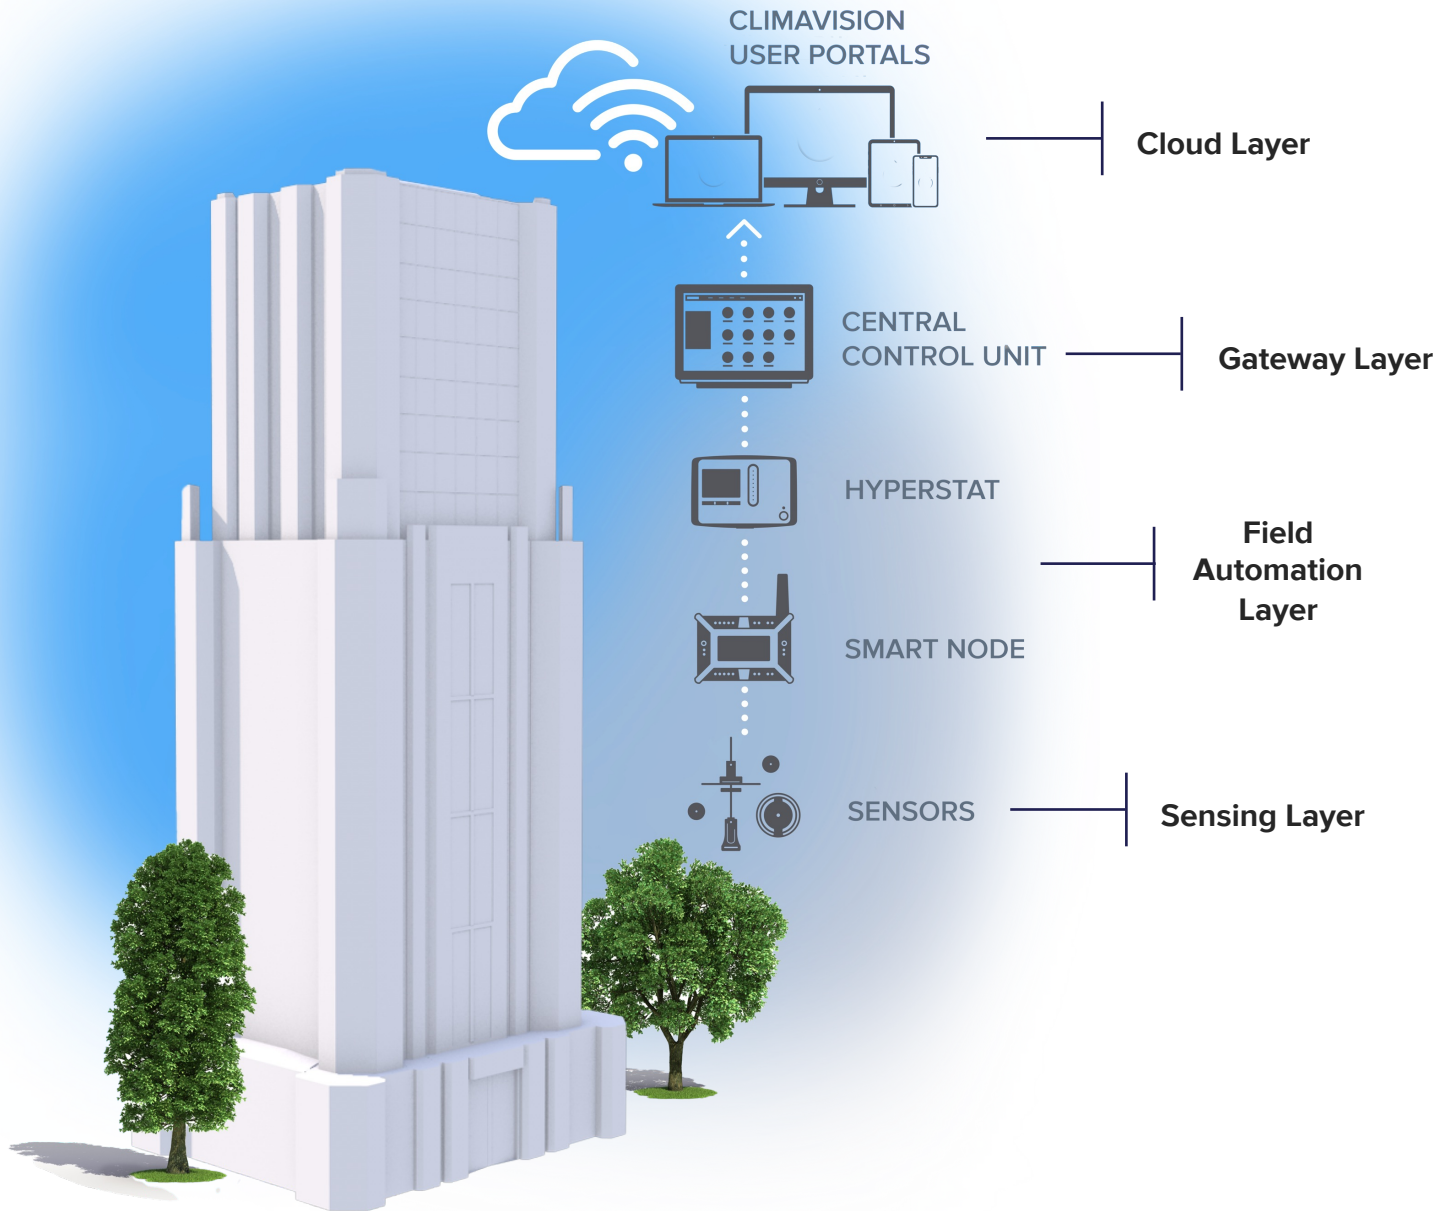 CLIMAVISION
USER PORTALS
Cloud Layer
CENTRAL
CONTROL UNIT
Gateway Layer
HYPERSTAT
Field
Automation
Layer
SMART NODE
SENSORS
Sensing Layer